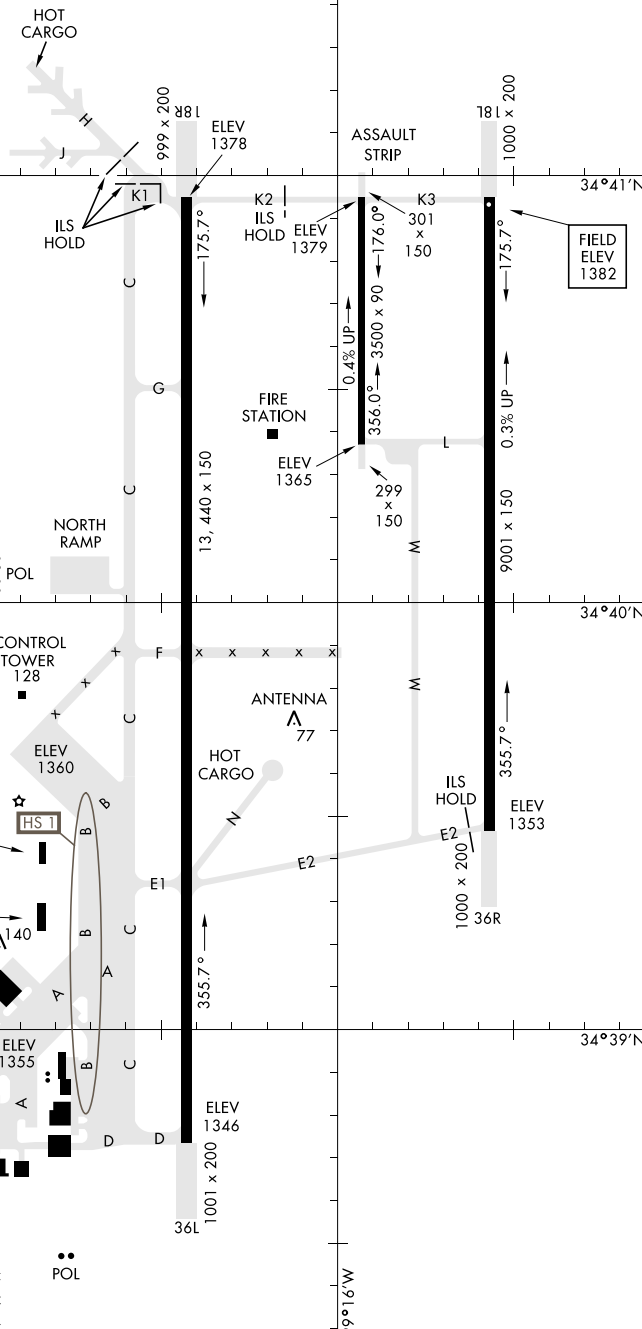 HOT
CARGO
H
J
999 x 200
18R
ELEV
1378
ASSAULT
STRIP
18L
1000 x 200
34°41'N
K1
K2
K3
ILS
HOLD
ILS
HOLD
ELEV
1379
301
x
150
FIELD
ELEV
1382
175.7°
176.0°
175.7°
C
3500 x 90
0.4% UP
0.3% UP
G
FIRE
STATION
356.0°
L
ELEV
1365
299
x
150
C
13, 440 x 150
9001 x 150
NORTH
RAMP
W
POL
34°40'N
CONTROL
TOWER
128
x
x
x
F
x
x
x
x
x
W
C
ANTENNA
77
355.7°
ELEV
1360
HOT
CARGO
B
HS 1
B
N
ILS
HOLD
ELEV
1353
E2
E2
E1
1000 x 200
36R
140
B
C
A
A
355.7°
34°39'N
ELEV
1355
B
C
A
ELEV
1346
D
D
1001 x 200
36L
POL
9°16'W